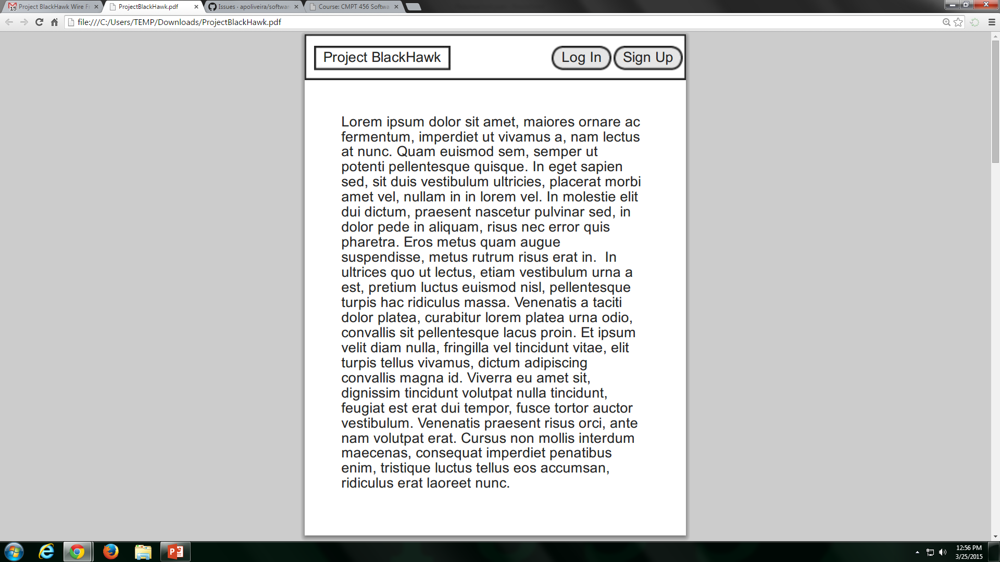 15
Project BlackHawk Wire Fr
ProjectBlackHawk.pdf
Issues · apoliveira/softwar
Course: CMPT 456 Softwa
file:///C:/Users/TEMP/Downloads/ProjectBlackHawk.pdf
Project BlackHawk
Log In
Sign Up
Lorem ipsum dolor sit amet, maiores ornare ac
fermentum, imperdiet ut vivamus a, nam lectus
at nunc. Quam euismod sem, semper ut
potenti pellentesque quisque. In eget sapien
sed, sit duis vestibulum ultricies, placerat morbi
amet vel, nullam in in lorem vel. In molestie elit
dui dictum, praesent nascetur pulvinar sed, in
dolor pede in aliquam, risus nec error quis
pharetra. Eros metus quam augue
suspendisse, metus rutrum risus erat in.  In
ultrices quo ut lectus, etiam vestibulum urna a
est, pretium luctus euismod nisl, pellentesque
turpis hac ridiculus massa. Venenatis a taciti
dolor platea, curabitur lorem platea urna odio,
convallis sit pellentesque lacus proin. Et ipsum
velit diam nulla, fringilla vel tincidunt vitae, elit
turpis tellus vivamus, dictum adipiscing
convallis magna id. Viverra eu amet sit,
dignissim tincidunt volutpat nulla tincidunt,
feugiat est erat dui tempor, fusce tortor auctor
vestibulum. Venenatis praesent risus orci, ante
nam volutpat erat. Cursus non mollis interdum
maecenas, consequat imperdiet penatibus
enim, tristique luctus tellus eos accumsan,
ridiculus erat laoreet nunc.
12:56 PM
3/25/2015